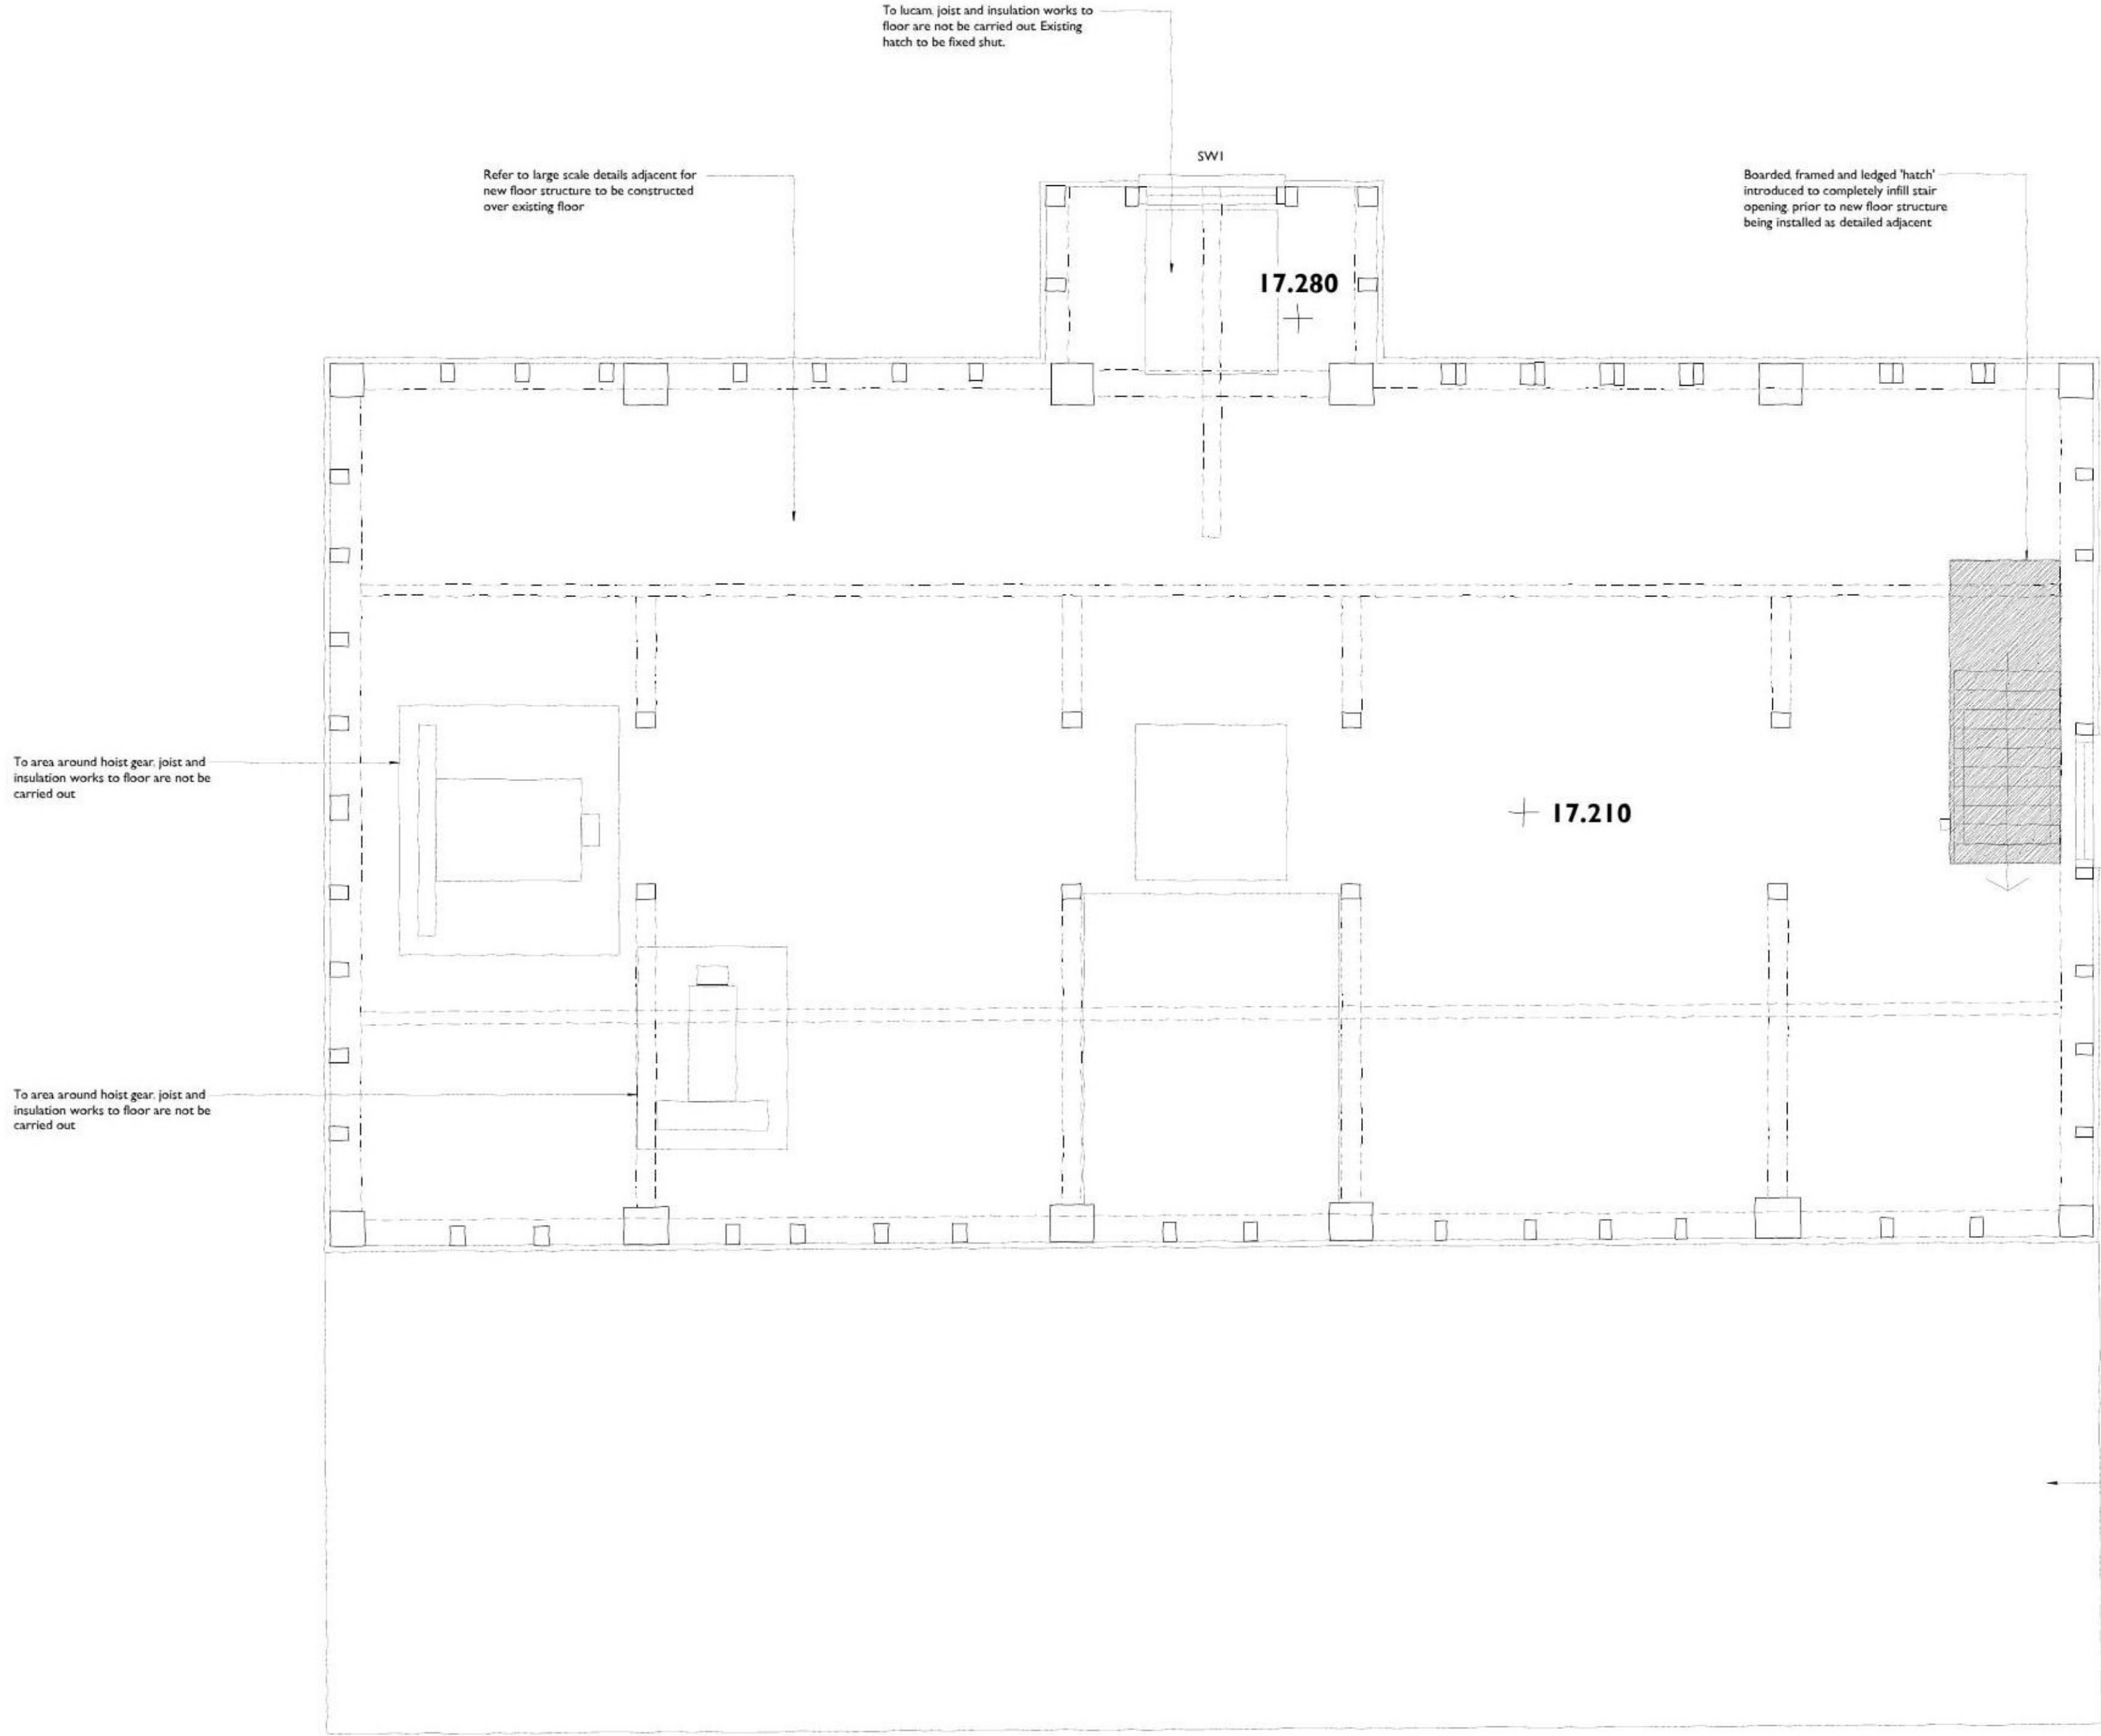 To lucam, joist and insulation works to
floor are not be carried out. Existing
hatch to be fixed shut.
SW1
Refer to large scale details adjacent for
new floor structure to be constructed
over existing floor
Boarded, framed and ledged 'hatch'
introduced to completely infill stair
opening, prior to new floor structure
being installed as detailed adjacent
17.280
To area around hoist gear, joist and
insulation works to floor are not be
carried out
17.210
To area around hoist gear, joist and
insulation works to floor are not be
carried out